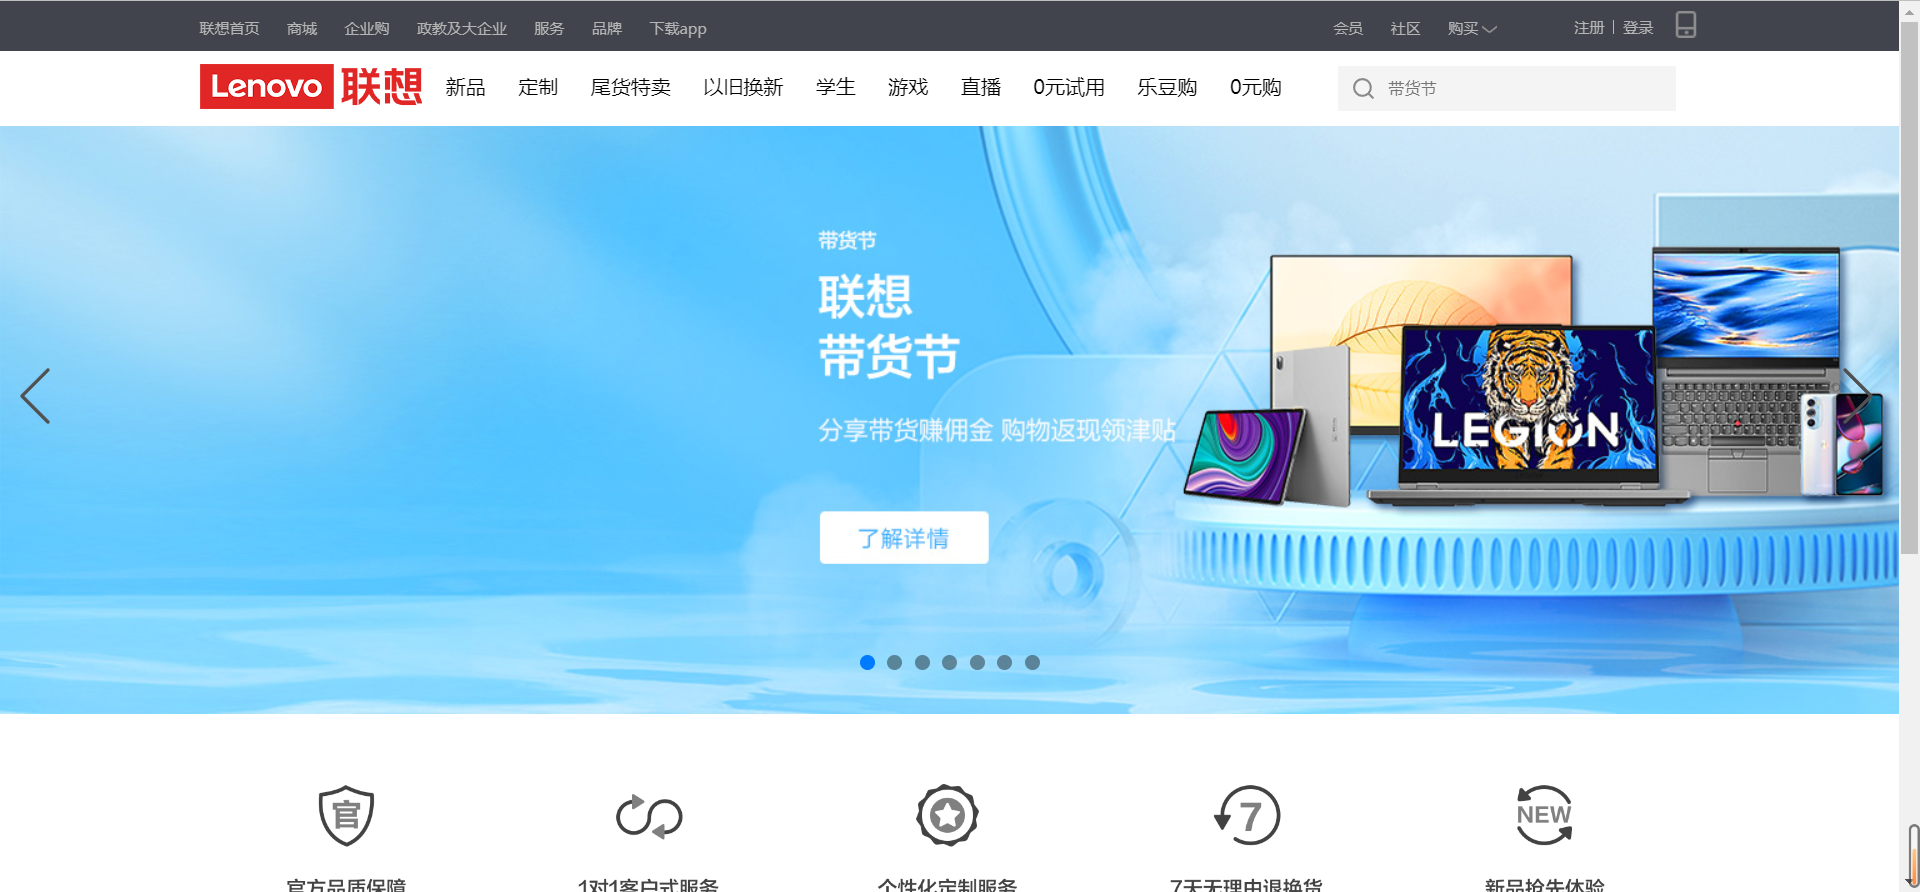 联想首页 商城 企业购 政教及大企业 服务 品牌 下载app 会员 社区 购买 注册 登录
Lenovo 联想 新品 定制 尾货特卖 以旧换新 学生 游戏 直播 0元试用 乐豆购 0元购 带货节
带货节
联想
带货节
分享带货赚佣金 购物返现领津贴
LEGION
了解详情
官 7 NEW
官方品质保障 1对1客户式服务 个性化定制服务 7天无理由退换货 新品抢先体验